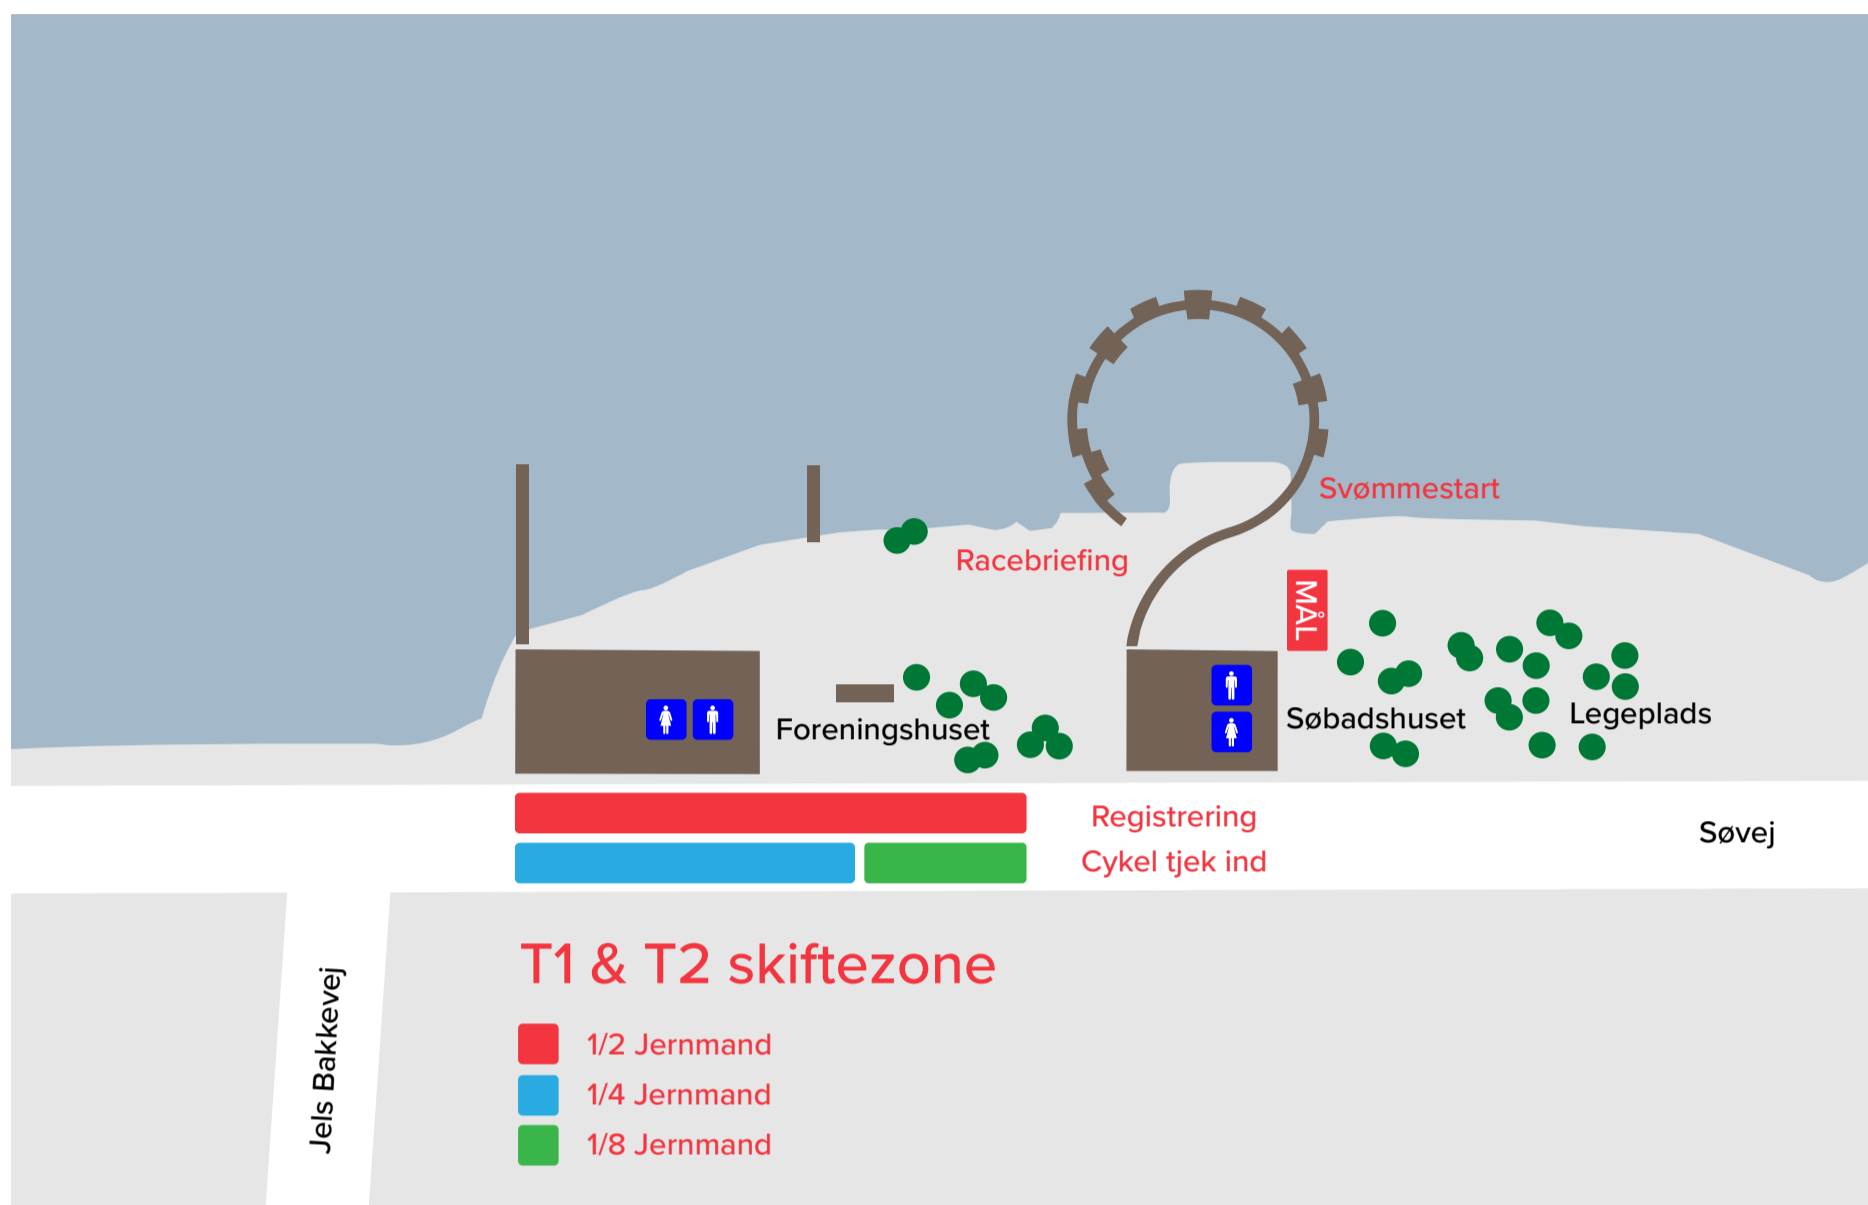 Svømmestart
Racebriefing
MÅL
Foreningshuset
Søbadshuset
Legeplads
Registrering
Cykel tjek ind
Søvej
Jels Bakkevej
T1 & T2 skiftezone
1/2 Jernmand
1/4 Jernmand
1/8 Jernmand